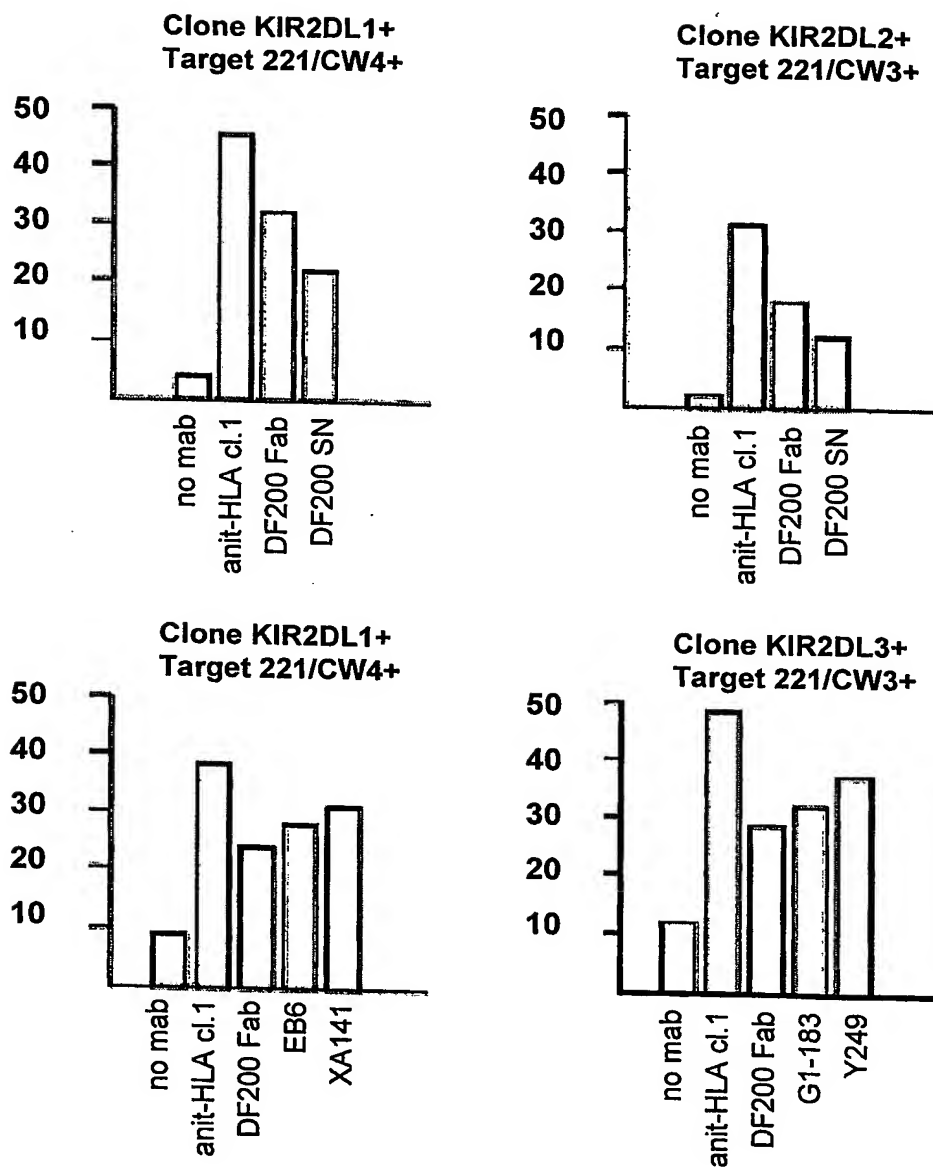 Clone KIR2DL1+
Target 221/CW4+
50
40
30
20
10
no mab
anit-HLA cl.1
DF200 Fab
DF200 SN
Clone KIR2DL2+
Target 221/CW3+
50
40
30
20
10
no mab
anit-HLA cl.1
DF200 Fab
DF200 SN
Clone KIR2DL1+
Target 221/CW4+
50
40
30
20
10
no mab
anit-HLA cl.1
DF200 Fab
EB6
XA141
Clone KIR2DL3+
Target 221/CW3+
50
40
30
20
10
no mab
anit-HLA cl.1
DF200 Fab
G1-183
Y249